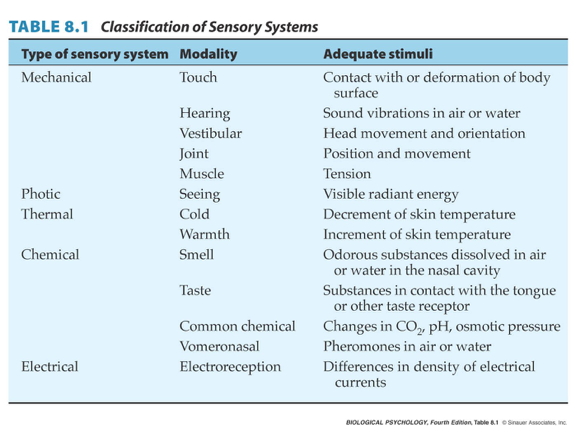 TABLE 8.1 Classification of Sensory Systems
Type of sensory system Modality Adequate stimuli
Mechanical Touch Contact with or deformation of body
surface
Hearing Sound vibrations in air or water
Vestibular Head movement and orientation
Joint Position and movement
Muscle Tension
Photic Seeing Visible radiant energy
Thermal Cold Decrement of skin temperature
Warmth Increment of skin temperature
Chemical Smell Odorous substances dissolved in air
or water in the nasal cavity
Taste Substances in contact with the tongue
or other taste receptor
Common chemical Changes in CO₂, pH, osmotic pressure
Vomeronasal Pheromones in air or water
Electrical Electroreception Differences in density of electrical
currents
BIOLOGICAL PSYCHOLOGY, Fourth Edition, Table 8.1 © Sinauer Associates, Inc.